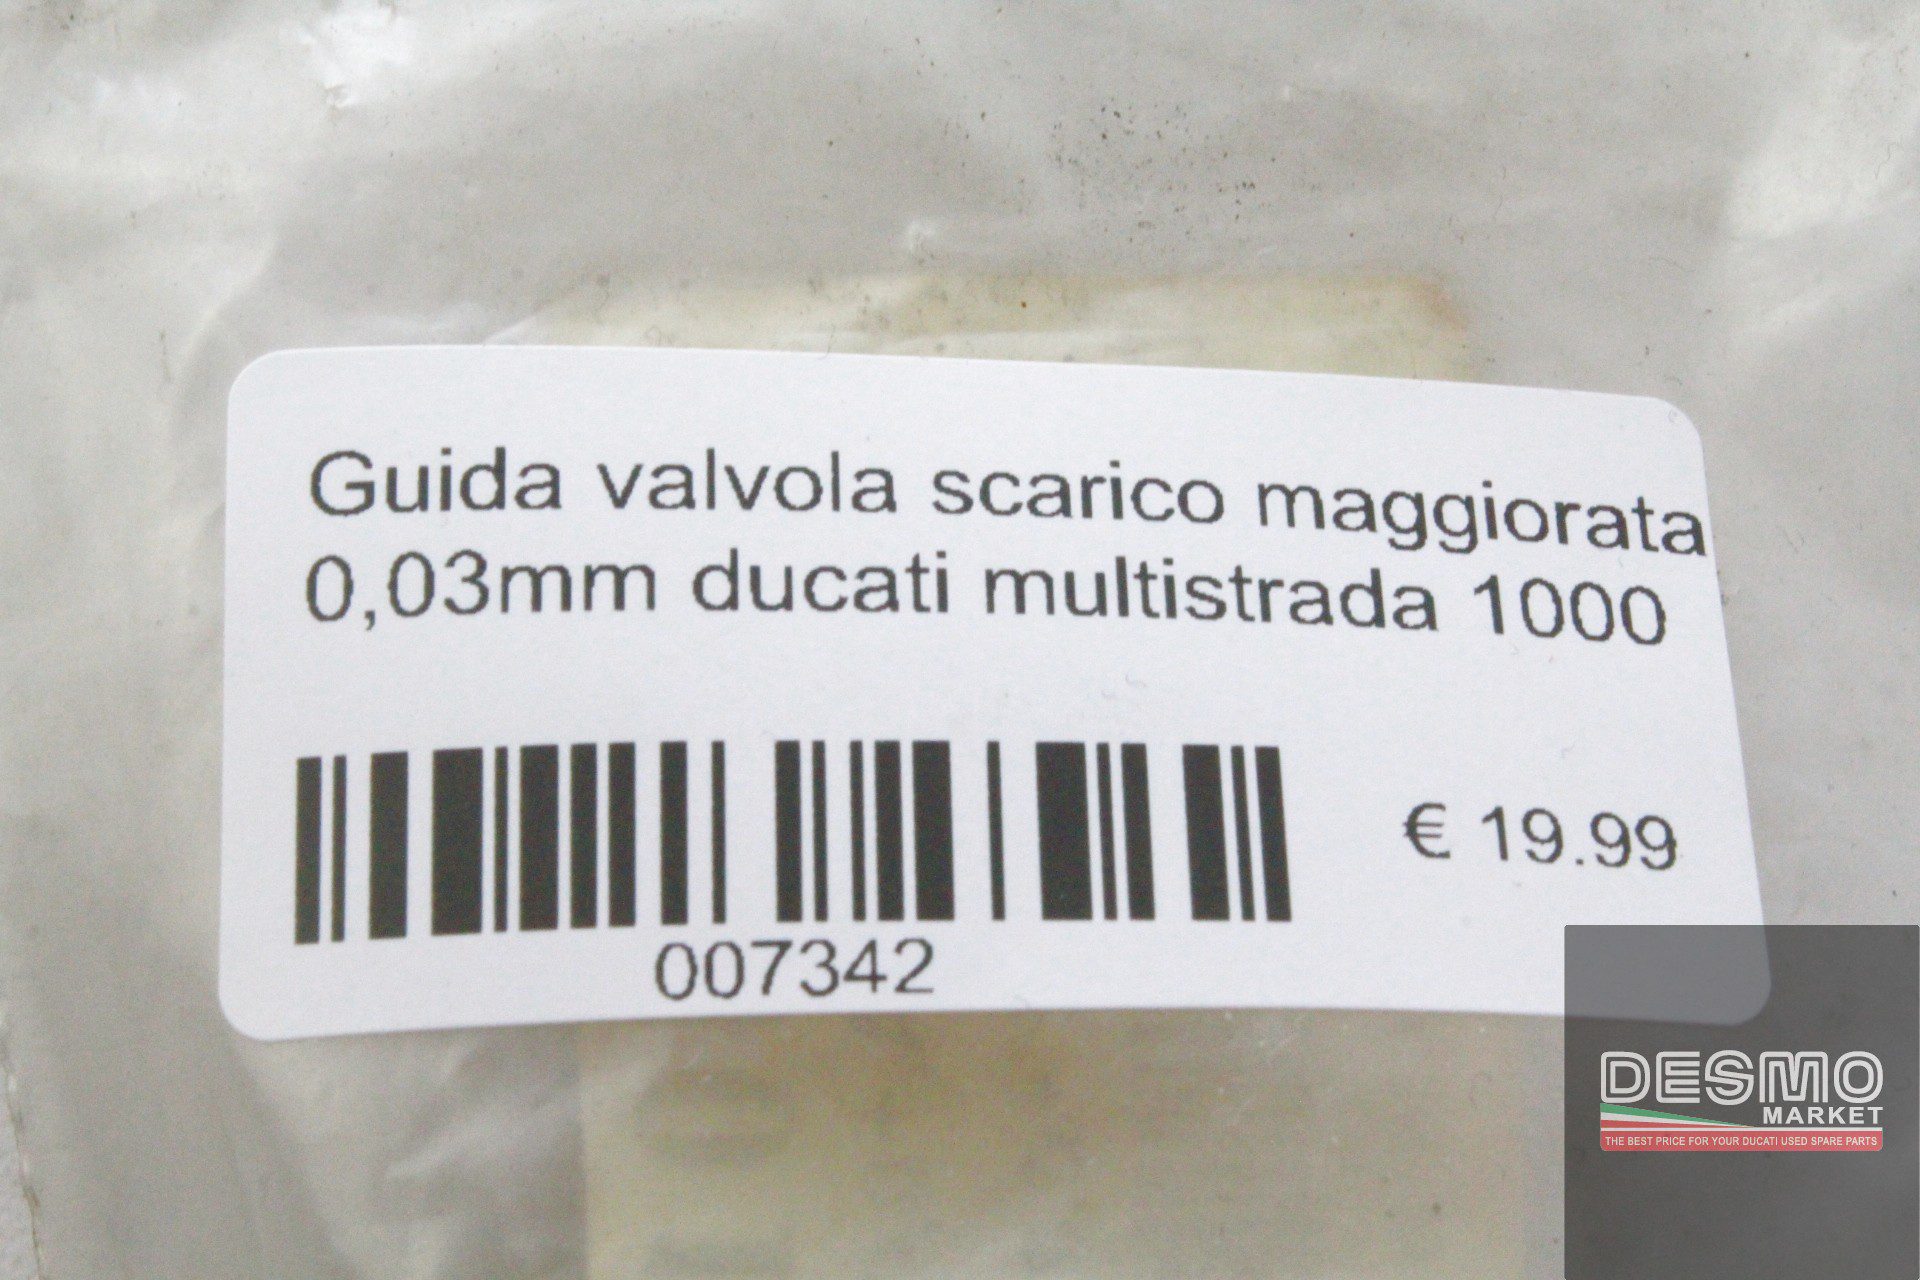 Guida valvola scarico maggiorata
0,03mm ducati multistrada 1000
€ 19.99
007342
DESMO
MARKET
THE BEST PRICE FOR YOUR DUCATI USED SPARE PARTS